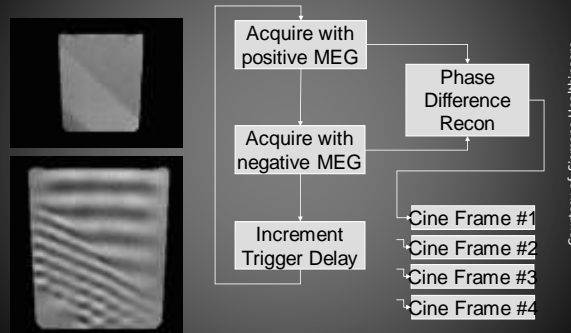 Acquire with
positive MEG
Phase
Difference
Recon
Acquire with
negative MEG
Increment
Trigger Delay
Cine Frame #1
Cine Frame #2
Cine Frame #3
Cine Frame #4